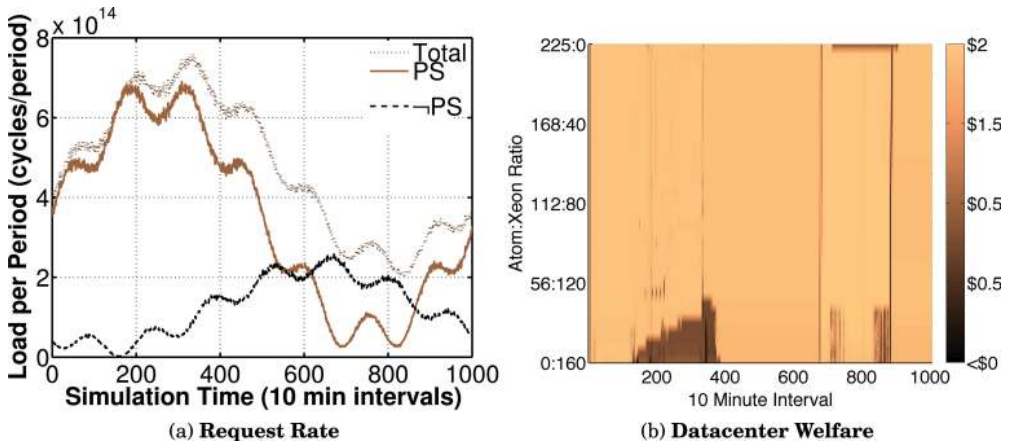 x 10^14
8
6
4
2
0
Load per Period (cycles/period)
Total
PS
¬PS
0 200 400 600 800 1000
Simulation Time (10 min intervals)
(a) Request Rate
225:0
168:40
112:80
56:120
0:160
Atom:Xeon Ratio
200 400 600 800 1000
10 Minute Interval
$2
$1.5
$0.5
$0.5
<$0
(b) Datacenter Welfare